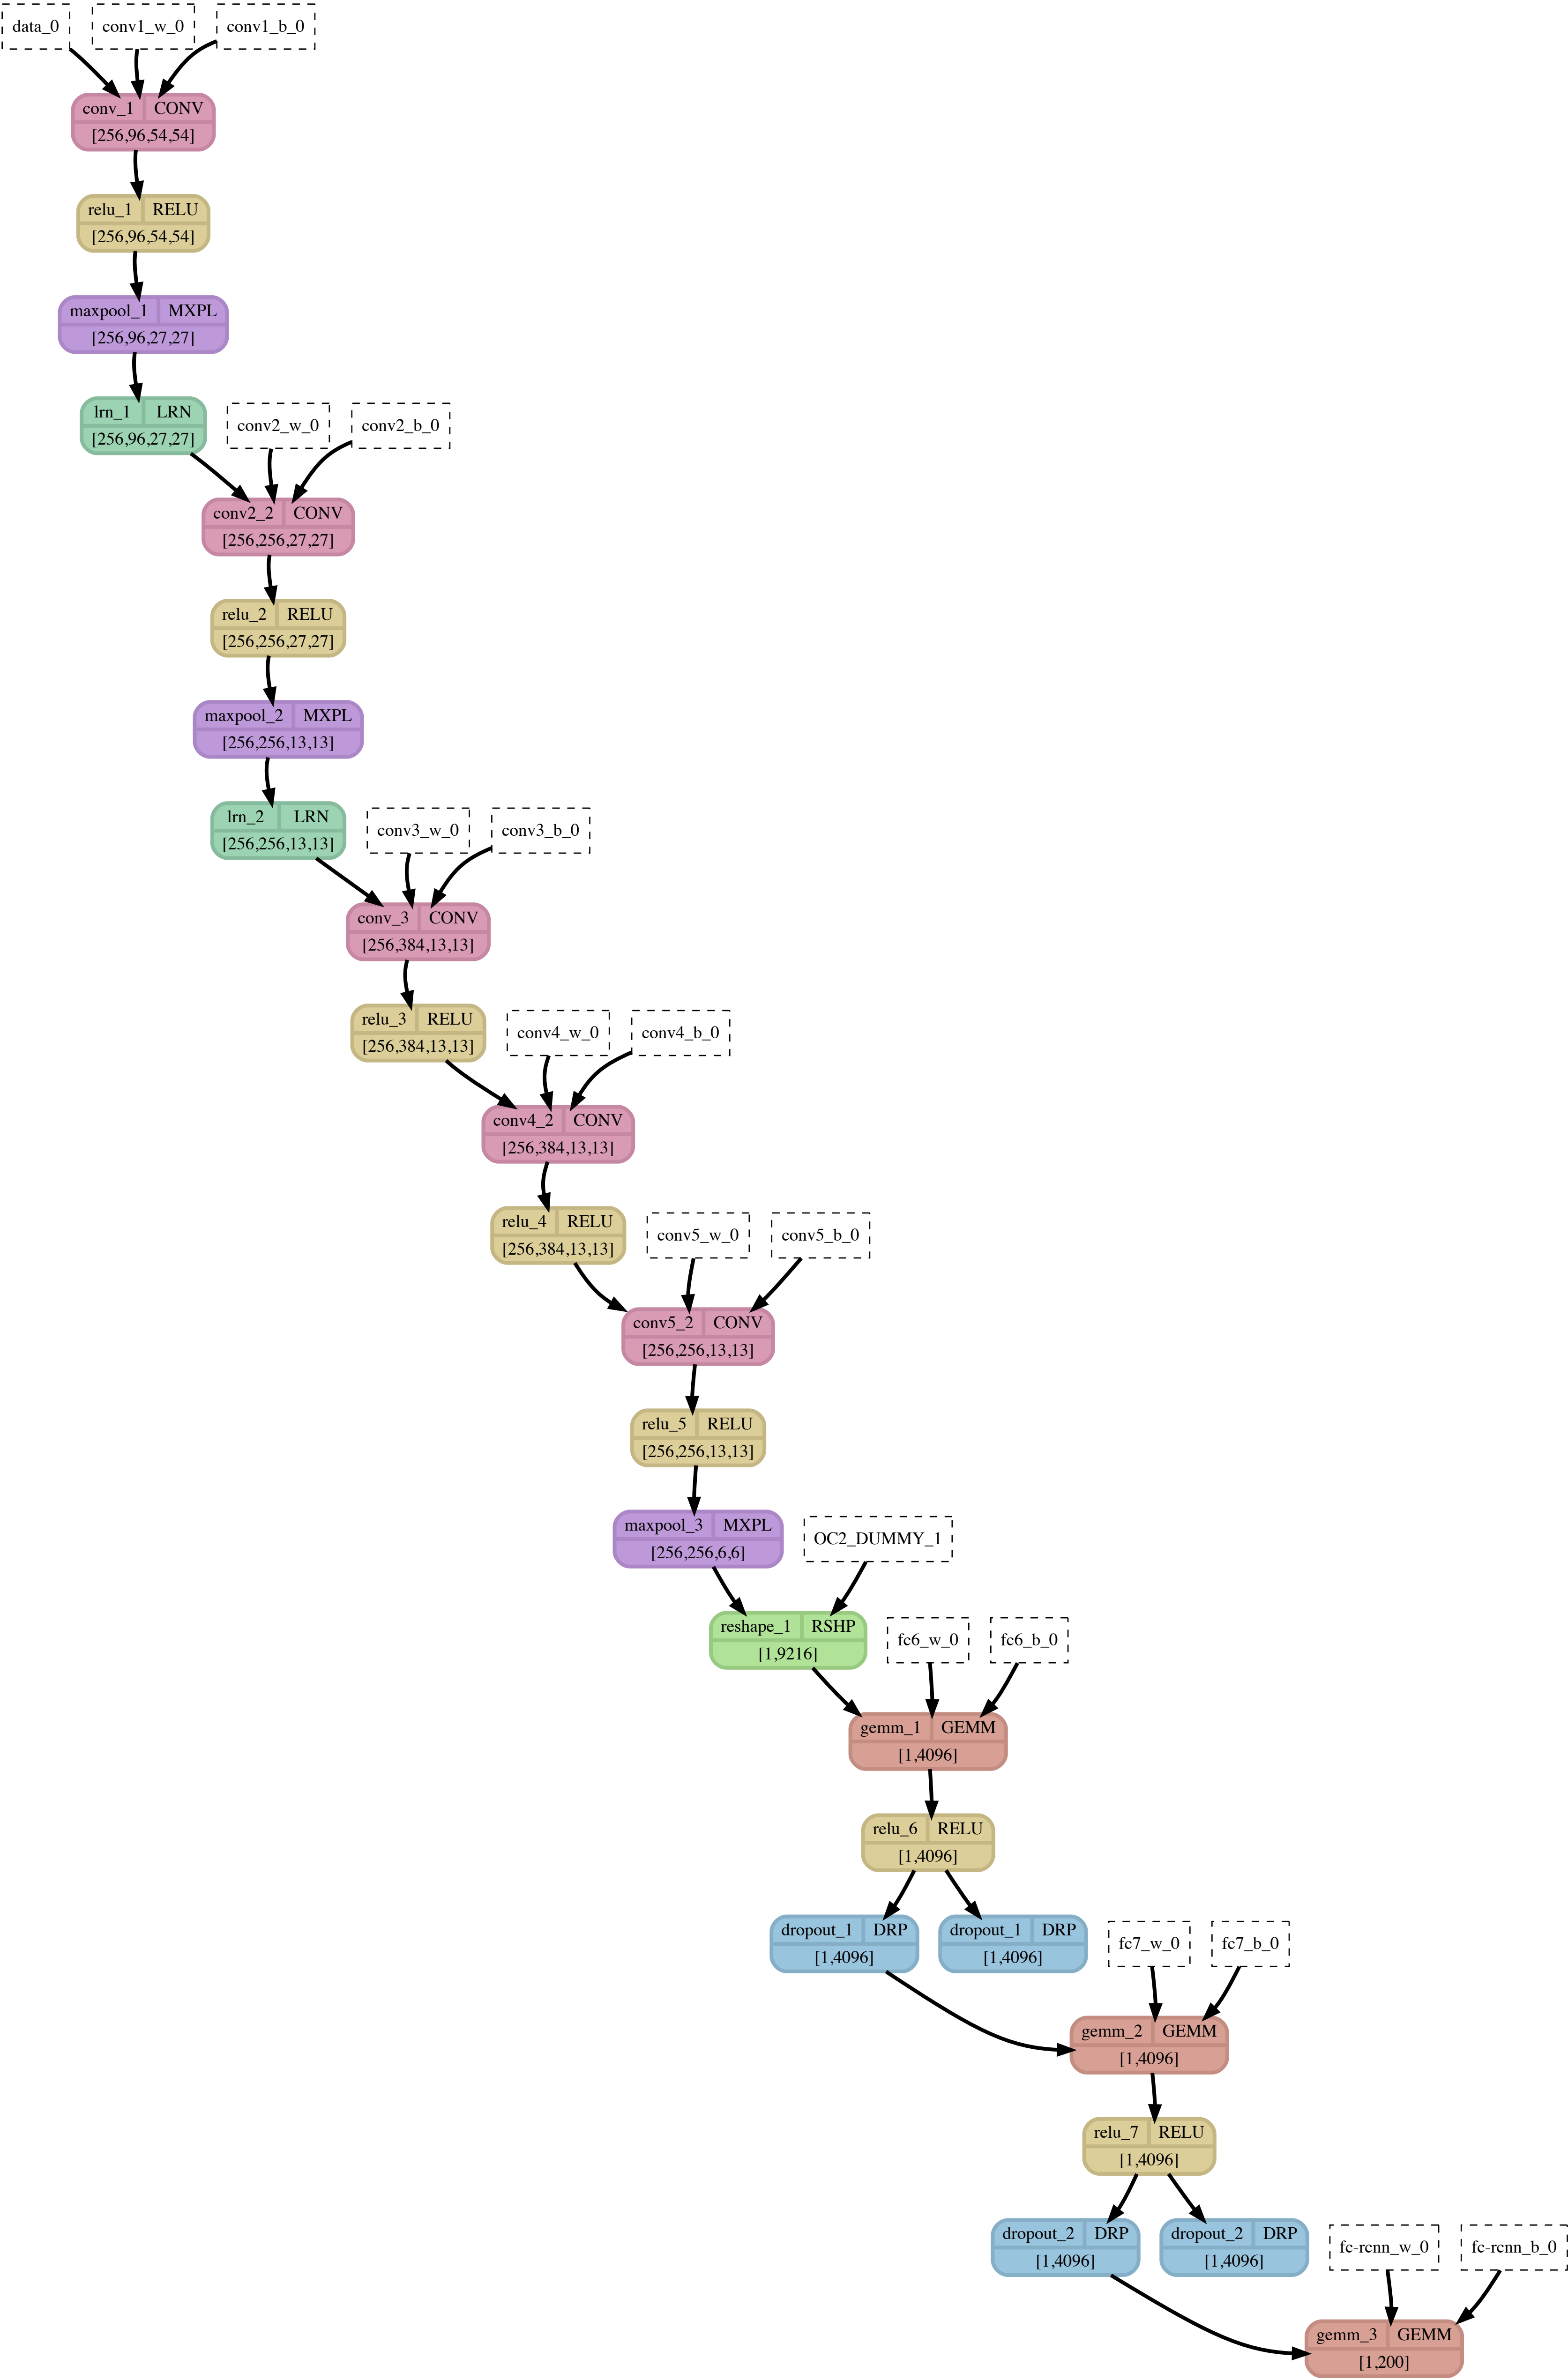 data_0 conv1_w_0 conv1_b_0
conv_1 CONV
[256,96,54,54]
relu_1 RELU
[256,96,54,54]
maxpool_1 MXPL
[256,96,27,27]
lrn_1 LRN
[256,96,27,27]
conv2_w_0 conv2_b_0
conv2_2 CONV
[256,256,27,27]
relu_2 RELU
[256,256,27,27]
maxpool_2 MXPL
[256,256,13,13]
lrn_2 LRN
[256,256,13,13]
conv3_w_0 conv3_b_0
conv_3 CONV
[256,384,13,13]
relu_3 RELU
[256,384,13,13]
conv4_w_0 conv4_b_0
conv4_2 CONV
[256,384,13,13]
relu_4 RELU
[256,384,13,13]
conv5_w_0 conv5_b_0
conv5_2 CONV
[256,256,13,13]
relu_5 RELU
[256,256,13,13]
maxpool_3 MXPL
[256,256,6,6]
OC2_DUMMY_1
reshape_1 RSHP
[1,9216]
fc6_w_0 fc6_b_0
gemm_1 GEMM
[1,4096]
relu_6 RELU
[1,4096]
dropout_1 DRP
[1,4096]
dropout_1 DRP
[1,4096]
fc7_w_0 fc7_b_0
gemm_2 GEMM
[1,4096]
relu_7 RELU
[1,4096]
dropout_2 DRP
[1,4096]
dropout_2 DRP
[1,4096]
fc-rcnn_w_0 fc-rcnn_b_0
gemm_3 GEMM
[1,200]